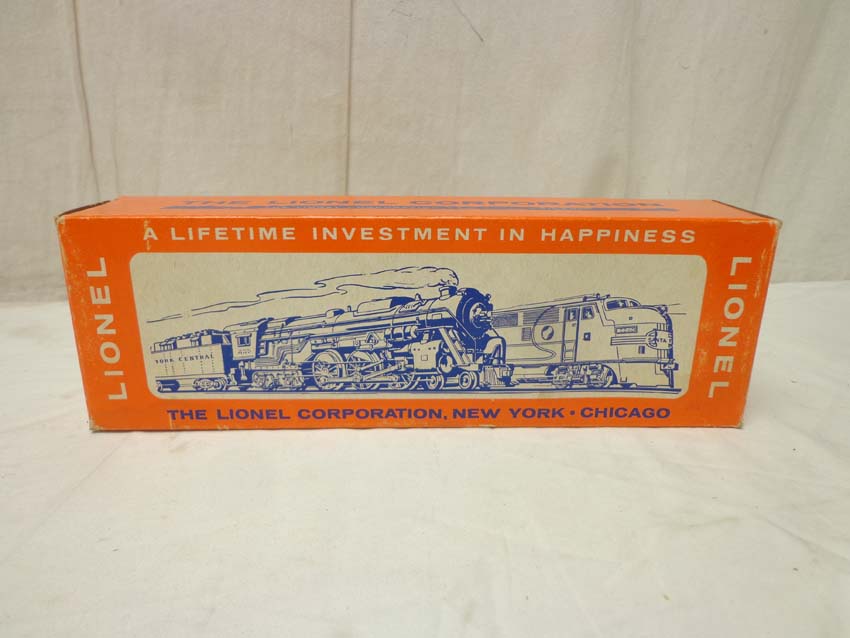 THE LIONEL CORPORATION
A LIFETIME INVESTMENT IN HAPPINESS
LIONEL
LIONEL
YORK CENTRAL
THE LIONEL CORPORATION, NEW YORK • CHICAGO